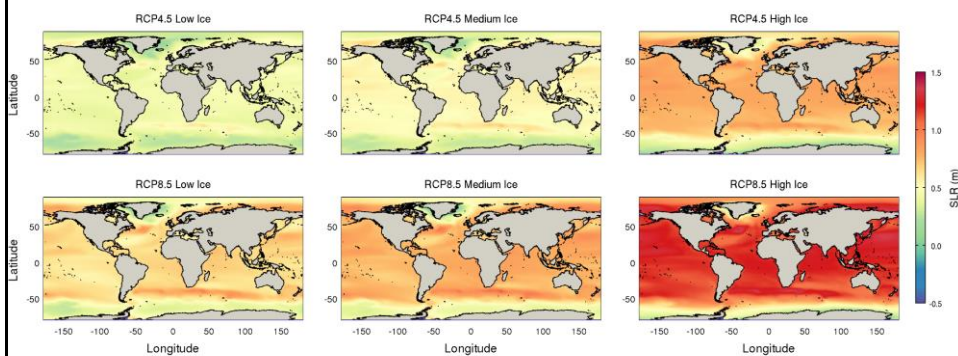 RCP4.5 Low Ice
RCP4.5 Medium Ice
RCP4.5 High Ice
Latitude
50
0
-50
50
0
-50
50
0
-50
RCP8.5 Low Ice
RCP8.5 Medium Ice
RCP8.5 High Ice
Latitude
50
0
-50
50
0
-50
50
0
-50
-150 -100 -50 0 50 100 150
-150 -100 -50 0 50 100 150
-150 -100 -50 0 50 100 150
Longitude
Longitude
Longitude
1.5
1.0
0.5
0.0
-0.5
SLR (m)